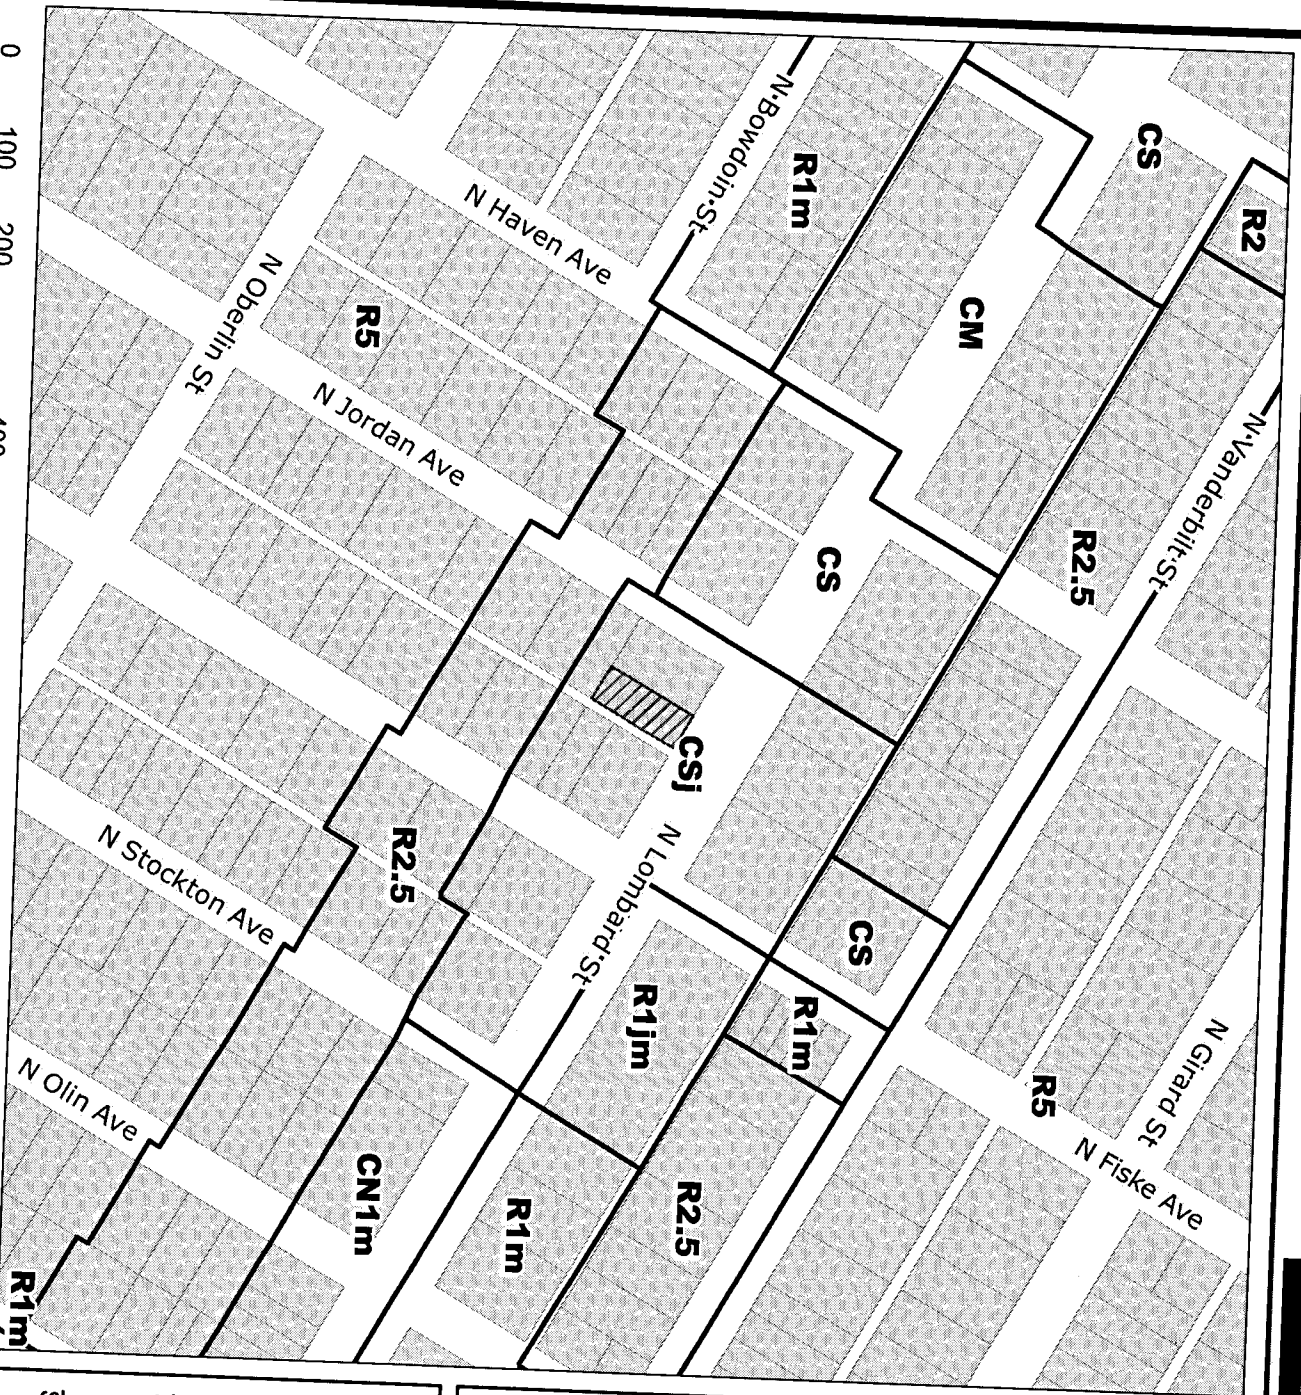 0
100
200
400
N Bowdoin St
R1m
CS
R2
N Haven Ave
N Oberlin St
R5
CM
N Jordan Ave
N Vanderbilt St
R2.5
CS
CSj
N Lombard St
R2.5
N Stockton Ave
CS
R1jm
R1m
N Girard St
R5
N Fiske Ave
N Olin Ave
CN1m
R1m
R2.5
R1m